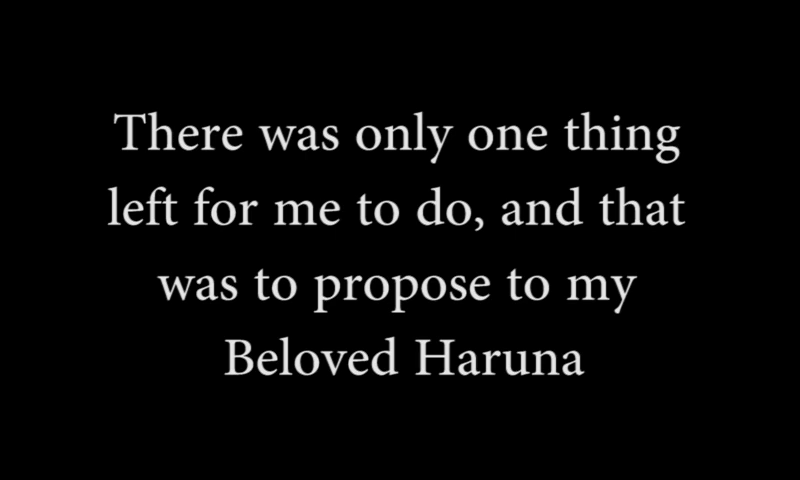 There was only one thing
left for me to do, and that
was to propose to my
Beloved Haruna